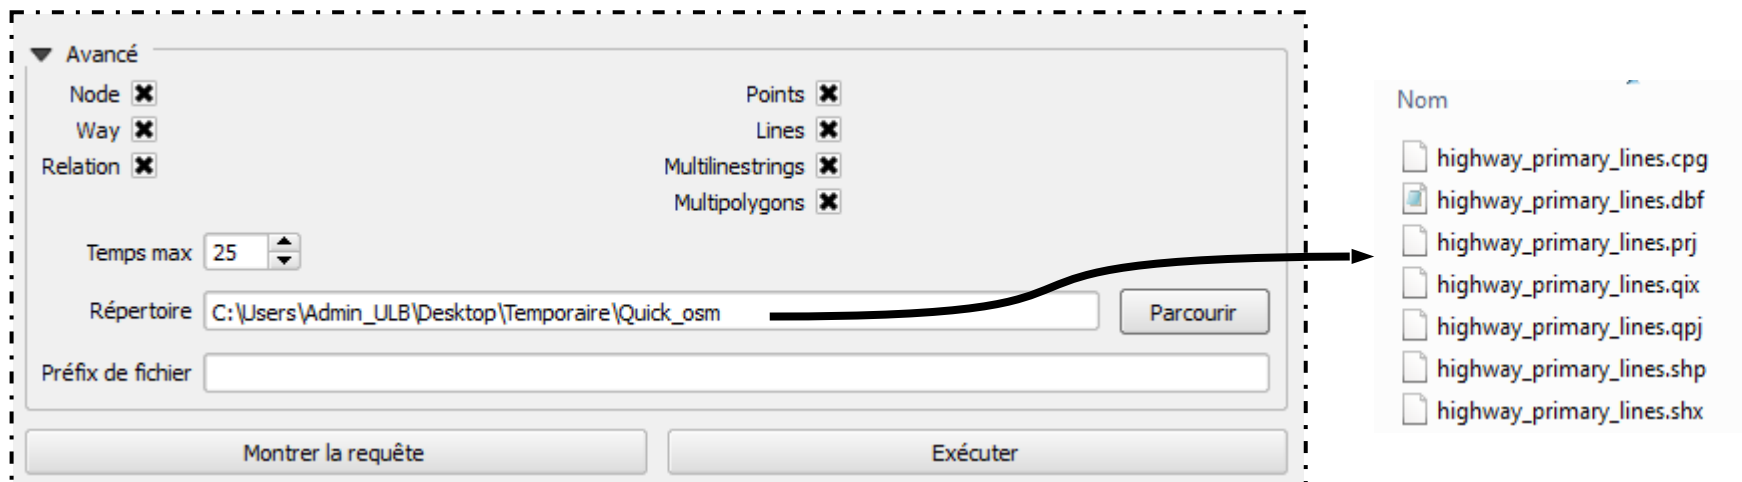 Avancé
Node
Points
Way
Lines
Relation
Multilinestrings
Multipolygons
Temps max 25
Répertoire C:\Users\Admin_ULB\Desktop\Temporaire\Quick_osm Parcourir
Préfix de fichier
Montrer la requête Exécuter
Nom
highway_primary_lines.cpg
highway_primary_lines.dbf
highway_primary_lines.prj
highway_primary_lines.qix
highway_primary_lines.qpj
highway_primary_lines.shp
highway_primary_lines.shx